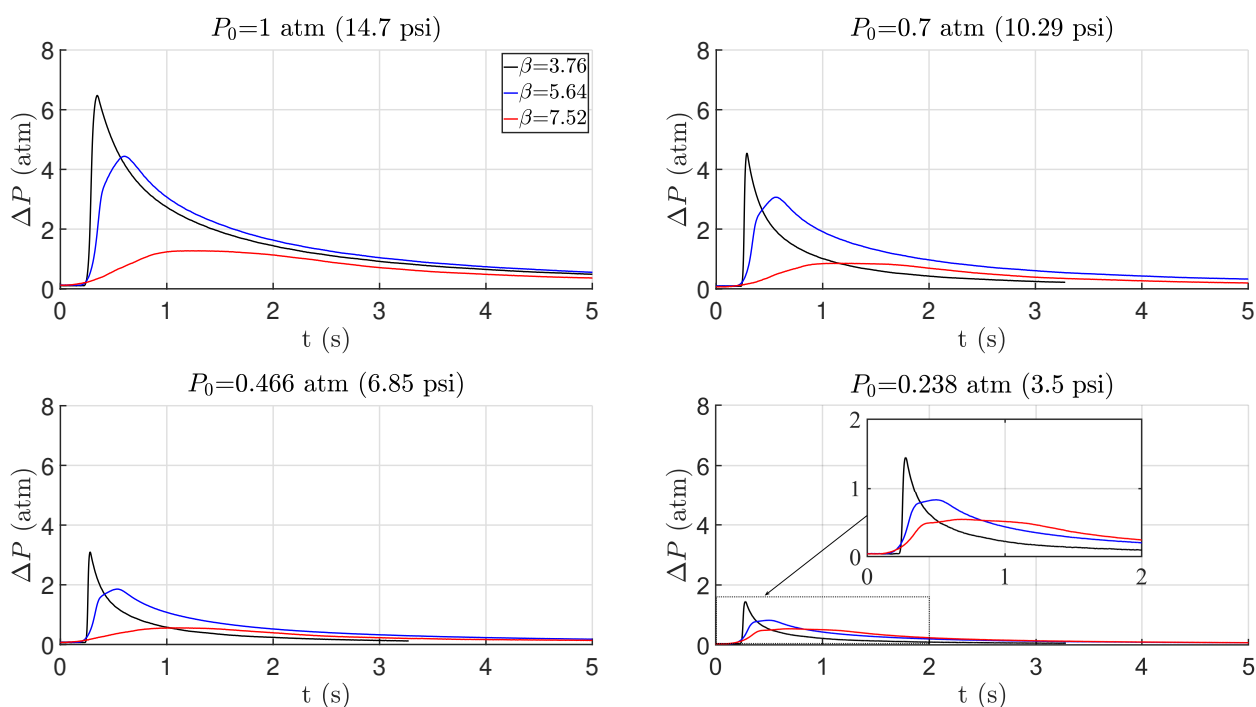 P₀=1 atm (14.7 psi)
8
6
4
2
0
ΔP (atm)
β=3.76
β=5.64
β=7.52
0 1 2 3 4 5
t (s)
P₀=0.7 atm (10.29 psi)
8
6
4
2
0
ΔP (atm)
0 1 2 3 4 5
t (s)
P₀=0.466 atm (6.85 psi)
8
6
4
2
0
ΔP (atm)
0 1 2 3 4 5
t (s)
P₀=0.238 atm (3.5 psi)
8
6
4
2
0
ΔP (atm)
2
1
0
0 1 2
0 1 2 3 4 5
t (s)